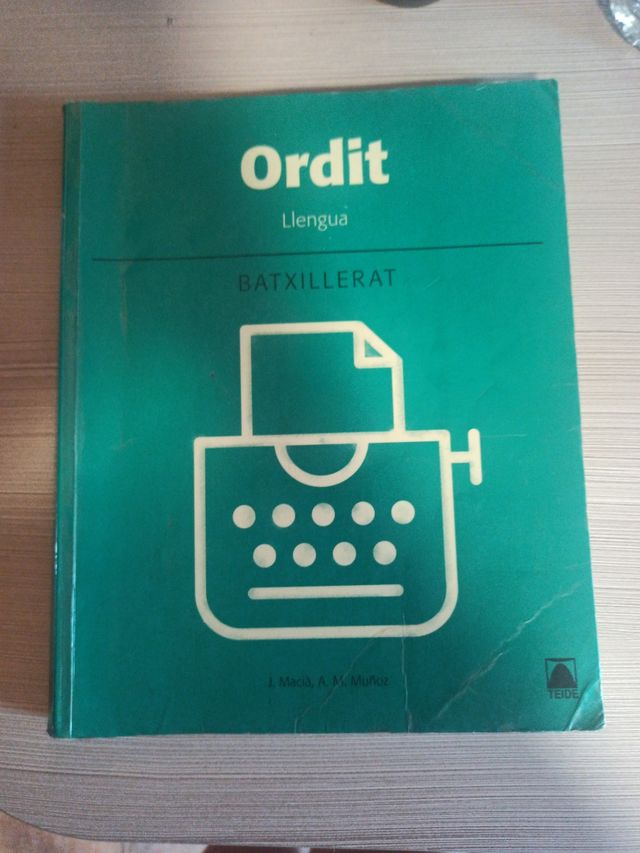 Ordit
Llengua
BATXILLERAT
J. Macià, A. M. Muñoz
TEIDE